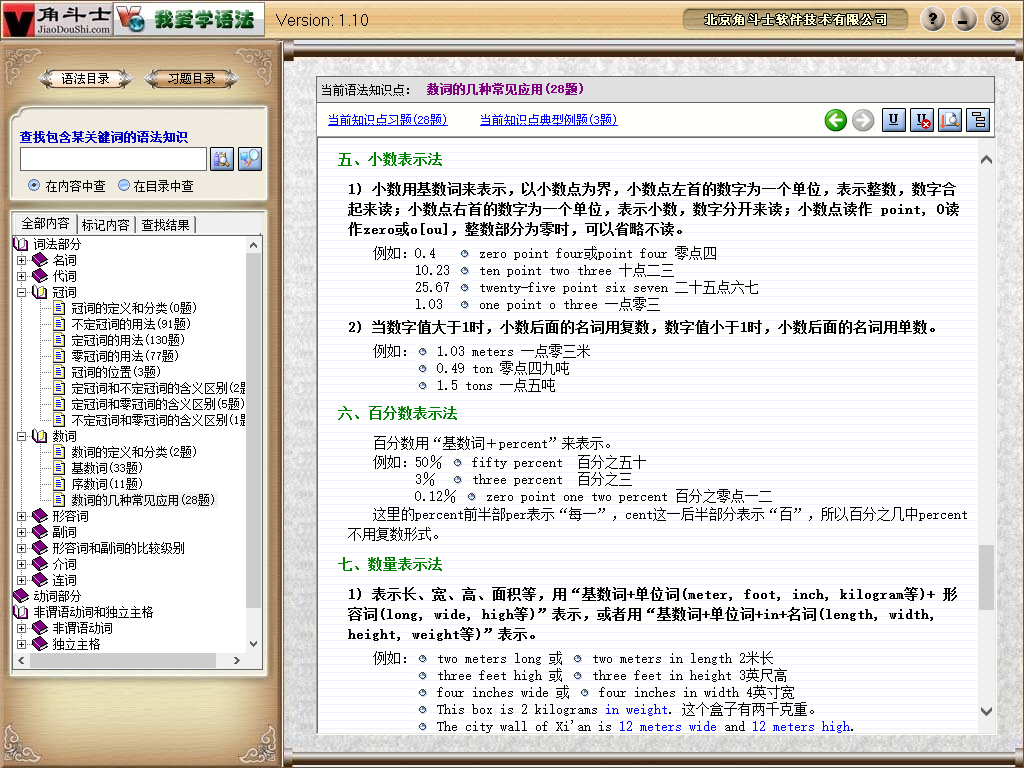 角斗士
JiaoDouShi.com
我爱学语法
Version: 1.10
北京角斗士软件技术有限公司
语法目录
习题目录
查找包含某关键词的语法知识
在内容中查
在目录中查
全部内容
标记内容
查找结果
词法部分
名词
代词
冠词
冠词的定义和分类(0题)
不定冠词的用法(91题)
定冠词的用法(130题)
零冠词的用法(77题)
冠词的位置(3题)
定冠词和不定冠词的含义区别(2
定冠词和零冠词的含义区别(5题)
不定冠词和零冠词的含义区别(1
数词
数词的定义和分类(2题)
基数词(33题)
序数词(11题)
数词的几种常见应用(28题)
形容词
副词
形容词和副词的比较级别
介词
连词
动词部分
非谓语动词和独立主格
非谓语动词
独立主格
当前语法知识点： 数词的几种常见应用(28题)
当前知识点习题(28题)
当前知识点典型例题(3题)
五、小数表示法
1) 小数用基数词来表示，以小数点为界，小数点左首的数字为一个单位，表示整数，数字合
起来读；小数点右首的数字为一个单位，表示小数，数字分开来读；小数点读作 point, 0读
作zero或o[ou]，整数部分为零时，可以省略不读。
例如：0.4 zero point four或point four 零点四
10.23 ten point two three 十点二三
25.67 twenty-five point six seven 二十五点六七
1.03 one point o three 一点零三
2) 当数字值大于1时，小数后面的名词用复数，数字值小于1时，小数后面的名词用单数。
例如： 1.03 meters 一点零三米
0.49 ton 零点四九吨
1.5 tons 一点五吨
六、百分数表示法
百分数用“基数词＋percent”来表示。
例如：50％ fifty percent 百分之五十
3％ three percent 百分之三
0.12％ zero point one two percent 百分之零点一二
这里的percent前半部per表示“每一”，cent这一后半部分表示“百”，所以百分之几中percent
不用复数形式。
七、数量表示法
1) 表示长、宽、高、面积等，用“基数词+单位词(meter, foot, inch, kilogram等)+ 形
容词(long, wide, high等)”表示，或者用“基数词+单位词+in+名词(length, width,
height, weight等)”表示。
例如： two meters long 或 two meters in length 2米长
three feet high 或 three feet in height 3英尺高
four inches wide 或 four inches in width 4英寸宽
This box is 2 kilograms in weight. 这个盒子有两千克重。
The city wall of Xi'an is 12 meters wide and 12 meters high.